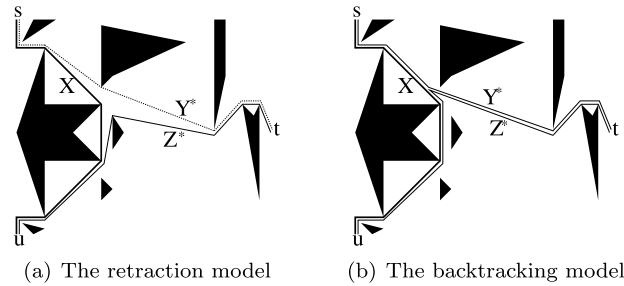 s s
X Y* X Y*
Z* t Z* t
u u
(a) The retraction model (b) The backtracking model